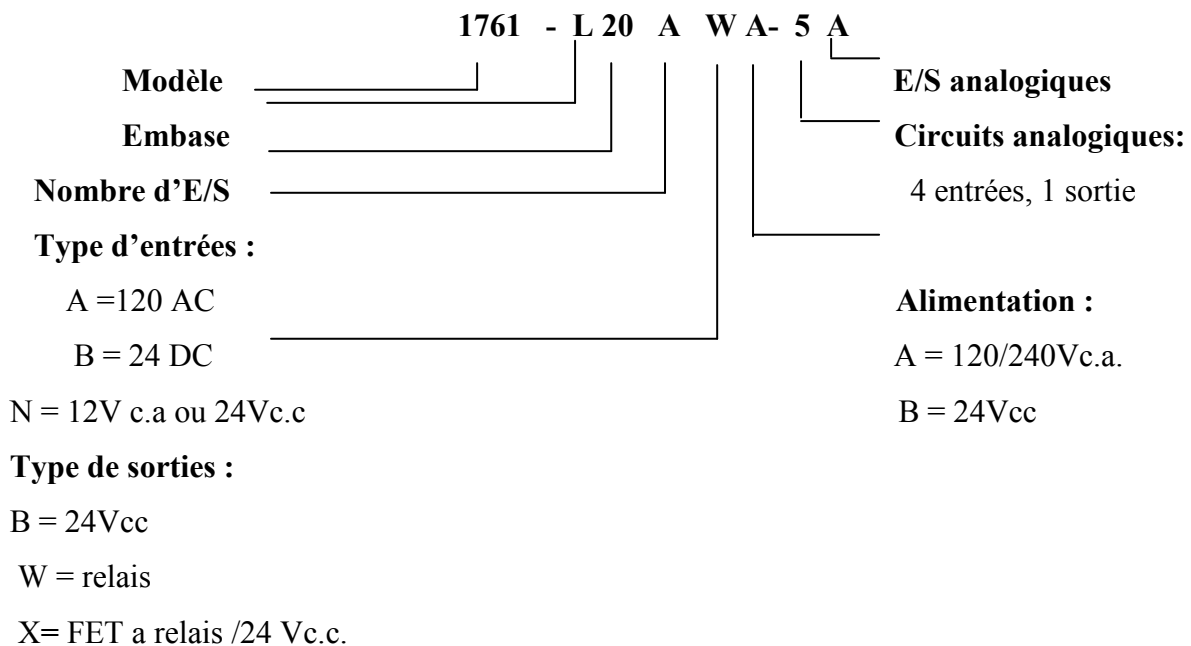 1761 - L 20 A W A- 5 A
Modèle
Embase
Nombre d'E/S
Type d'entrées :
A =120 AC
B = 24 DC
N = 12V c.a ou 24Vc.c
Type de sorties :
B = 24Vcc
W = relais
X= FET a relais /24 Vc.c.
E/S analogiques
Circuits analogiques:
4 entrées, 1 sortie
Alimentation :
A = 120/240Vc.a.
B = 24Vcc